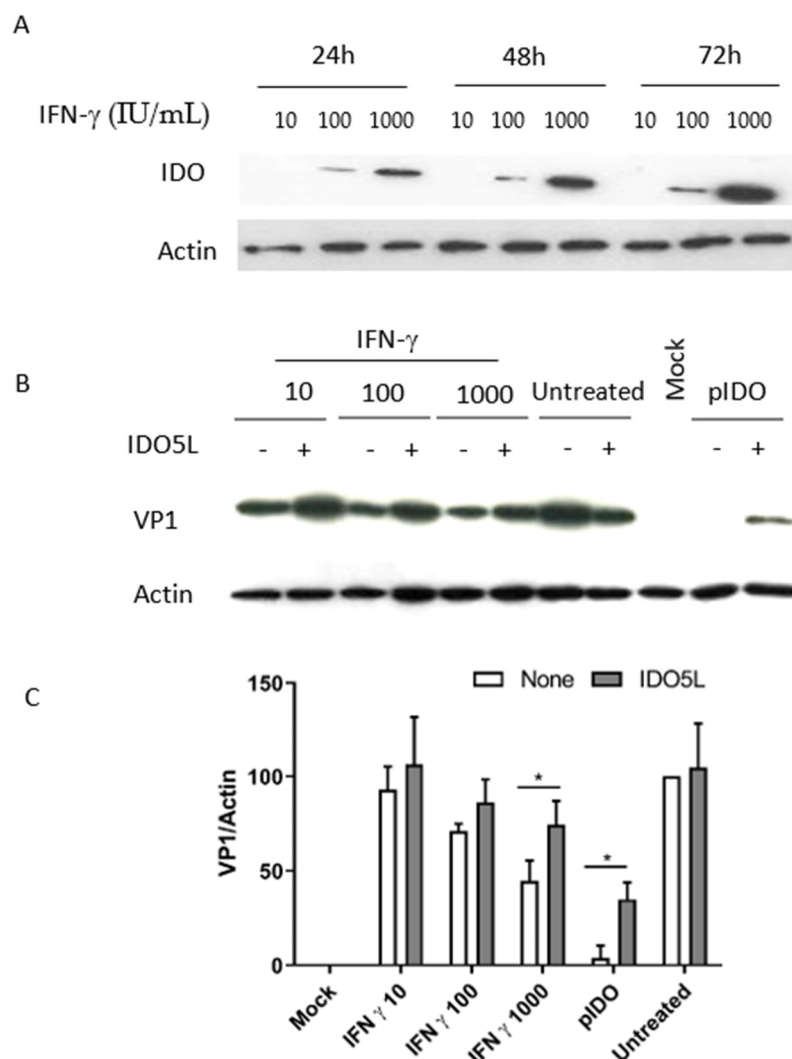 A
24h 48h 72h
IFN-γ (IU/mL) 10 100 1000 10 100 1000 10 100 1000
IDO
Actin
IFN-γ
Mock
B
10 100 1000 Untreated pIDO
IDO5L - + - + - + - + - +
VP1
Actin
C
None IDO5L
150
100
50
0
VP1/Actin
* *
Mock IFN γ 10 IFN γ 100 IFN γ 1000 pIDO Untreated